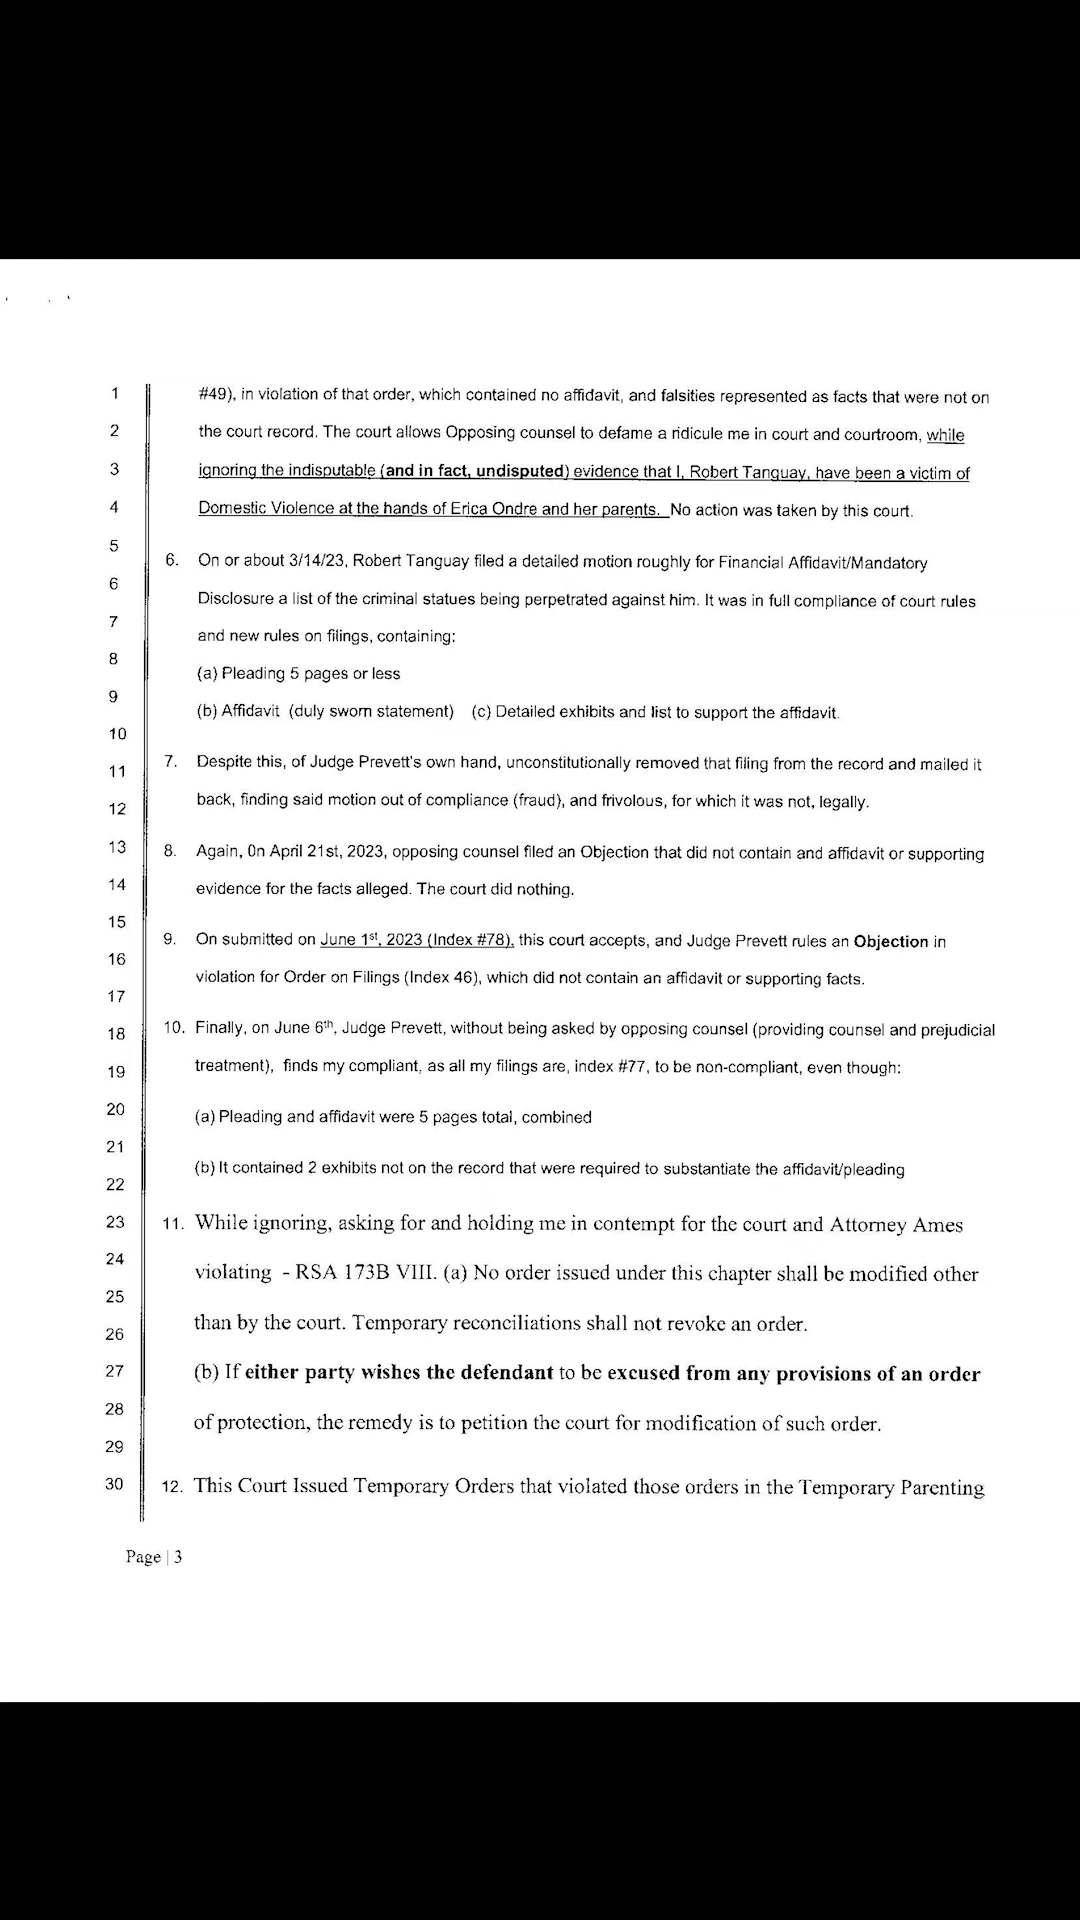 1 #49), in violation of that order, which contained no affidavit, and falsities represented as facts that were not on
2 the court record. The court allows Opposing counsel to defame a ridicule me in court and courtroom, while
3 ignoring the indisputable (and in fact, undisputed) evidence that I, Robert Tanguay, have been a victim of
4 Domestic Violence at the hands of Erica Ondre and her parents. No action was taken by this court.
5
6. On or about 3/14/23, Robert Tanguay filed a detailed motion roughly for Financial Affidavit/Mandatory
6
Disclosure a list of the criminal statues being perpetrated against him. It was in full compliance of court rules
7
and new rules on filings, containing:
8
(a) Pleading 5 pages or less
9
(b) Affidavit (duly sworn statement) (c) Detailed exhibits and list to support the affidavit.
10
7. Despite this, of Judge Prevett's own hand, unconstitutionally removed that filing from the record and mailed it
11
back, finding said motion out of compliance (fraud), and frivolous, for which it was not, legally.
12
13 8. Again, 0n April 21st, 2023, opposing counsel filed an Objection that did not contain and affidavit or supporting
14 evidence for the facts alleged. The court did nothing.
15
9. On submitted on June 1st, 2023 (Index #78), this court accepts, and Judge Prevett rules an Objection in
16
violation for Order on Filings (Index 46), which did not contain an affidavit or supporting facts.
17
18 10. Finally, on June 6th, Judge Prevett, without being asked by opposing counsel (providing counsel and prejudicial
19 treatment), finds my compliant, as all my filings are, index #77, to be non-compliant, even though:
20
(a) Pleading and affidavit were 5 pages total, combined
21
(b) It contained 2 exhibits not on the record that were required to substantiate the affidavit/pleading
22
23 11. While ignoring, asking for and holding me in contempt for the court and Attorney Ames
24
violating - RSA 173B VIII. (a) No order issued under this chapter shall be modified other
25
than by the court. Temporary reconciliations shall not revoke an order.
26
27 (b) If either party wishes the defendant to be excused from any provisions of an order
28
of protection, the remedy is to petition the court for modification of such order.
29
30 12. This Court Issued Temporary Orders that violated those orders in the Temporary Parenting
Page | 3